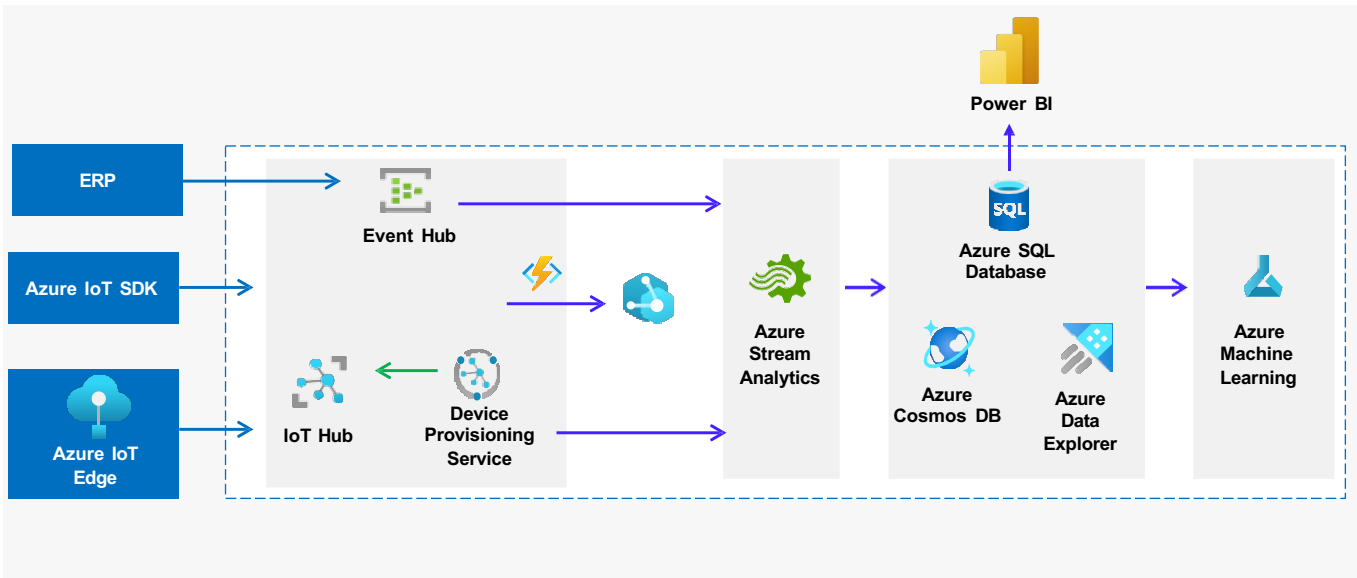 Power BI
ERP
Event Hub
SQL
Azure SQL
Database
Azure IoT SDK
Azure
Stream
Analytics
Azure
Machine
Learning
Azure
Cosmos DB
Azure
Data
Explorer
IoT Hub
Device
Provisioning
Service
Azure IoT
Edge